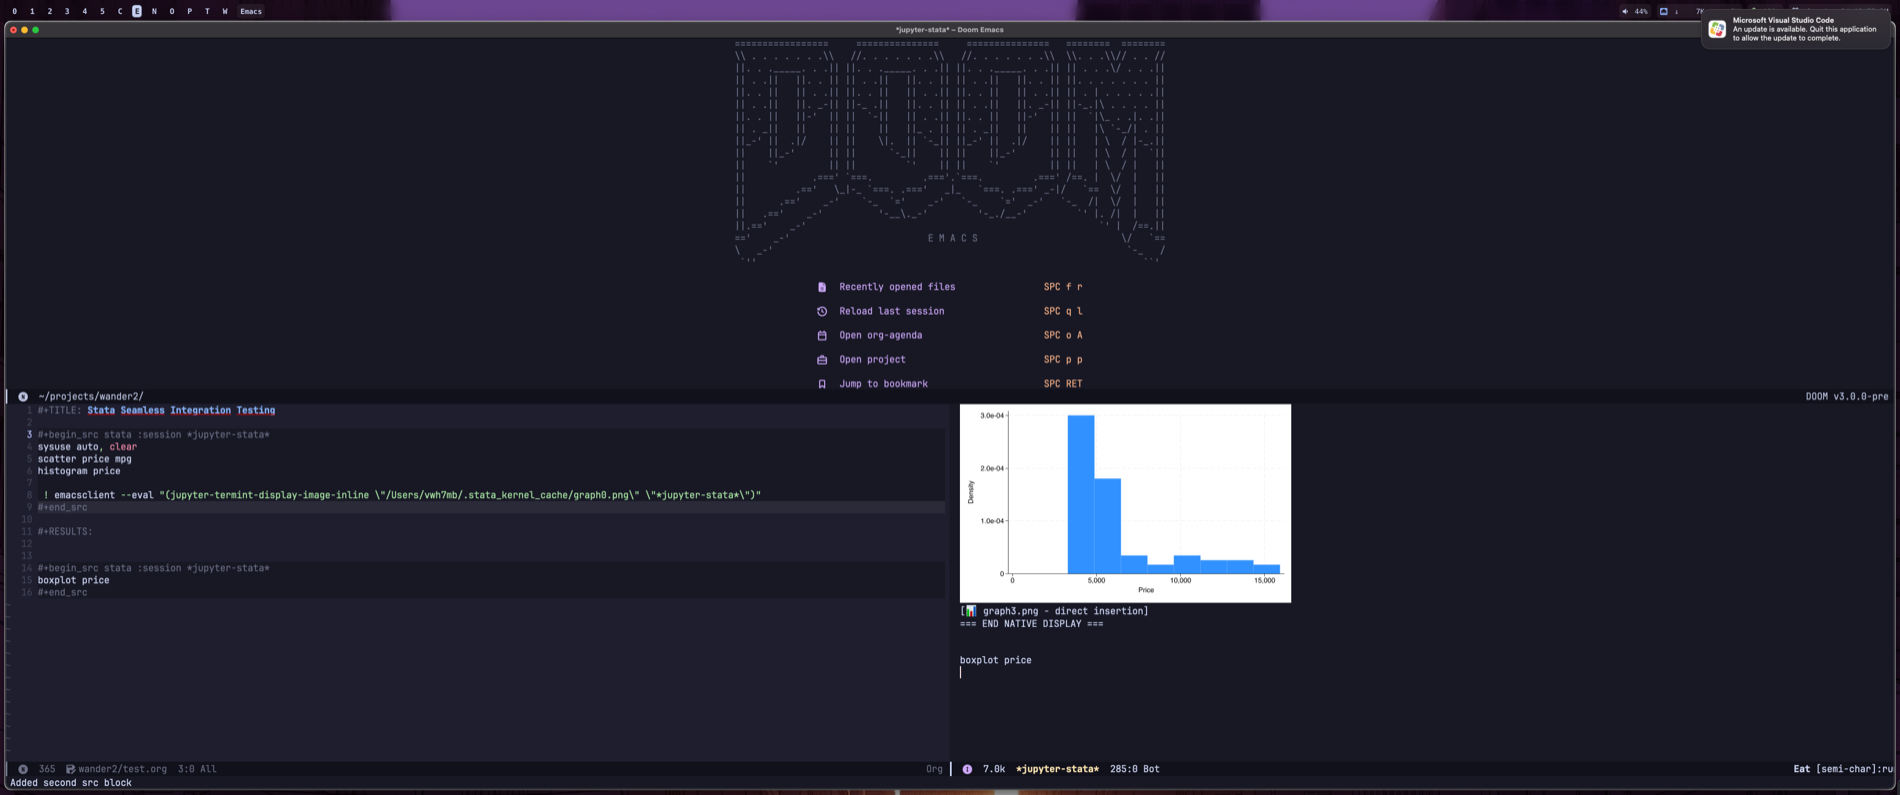 0 1 2 3 4 5 C E N O P T W Emacs
44%
*jupyter-stata* – Doom Emacs
Microsoft Visual Studio Code
An update is available. Quit this application
to allow the update to complete.
E M A C S
Recently opened files SPC f r
Reload last session SPC q l
Open org-agenda SPC o A
Open project SPC p p
Jump to bookmark SPC RET
~/projects/wander2/ DOOM v3.0.0-pre
1 #+TITLE: Stata Seamless Integration Testing
2
3 #+begin_src stata :session *jupyter-stata*
4 sysuse auto, clear
5 scatter price mpg
6 histogram price
7
8 ! emacsclient --eval "(jupyter-termint-display-image-inline \"/Users/vwh7mb/.stata_kernel_cache/graph0.png\" \"*jupyter-stata*\")"
9 #+end_src
10
11 #+RESULTS:
12
13
14 #+begin_src stata :session *jupyter-stata*
15 boxplot price
16 #+end_src
3.0e-04
2.0e-04
1.0e-04
0
Density
0 5,000 10,000 15,000
Price
[📊 graph3.png - direct insertion]
=== END NATIVE DISPLAY ===
boxplot price
365 wander2/test.org 3:0 All Org
7.0k *jupyter-stata* 285:0 Bot Eat [semi-char]:ru
Added second src block